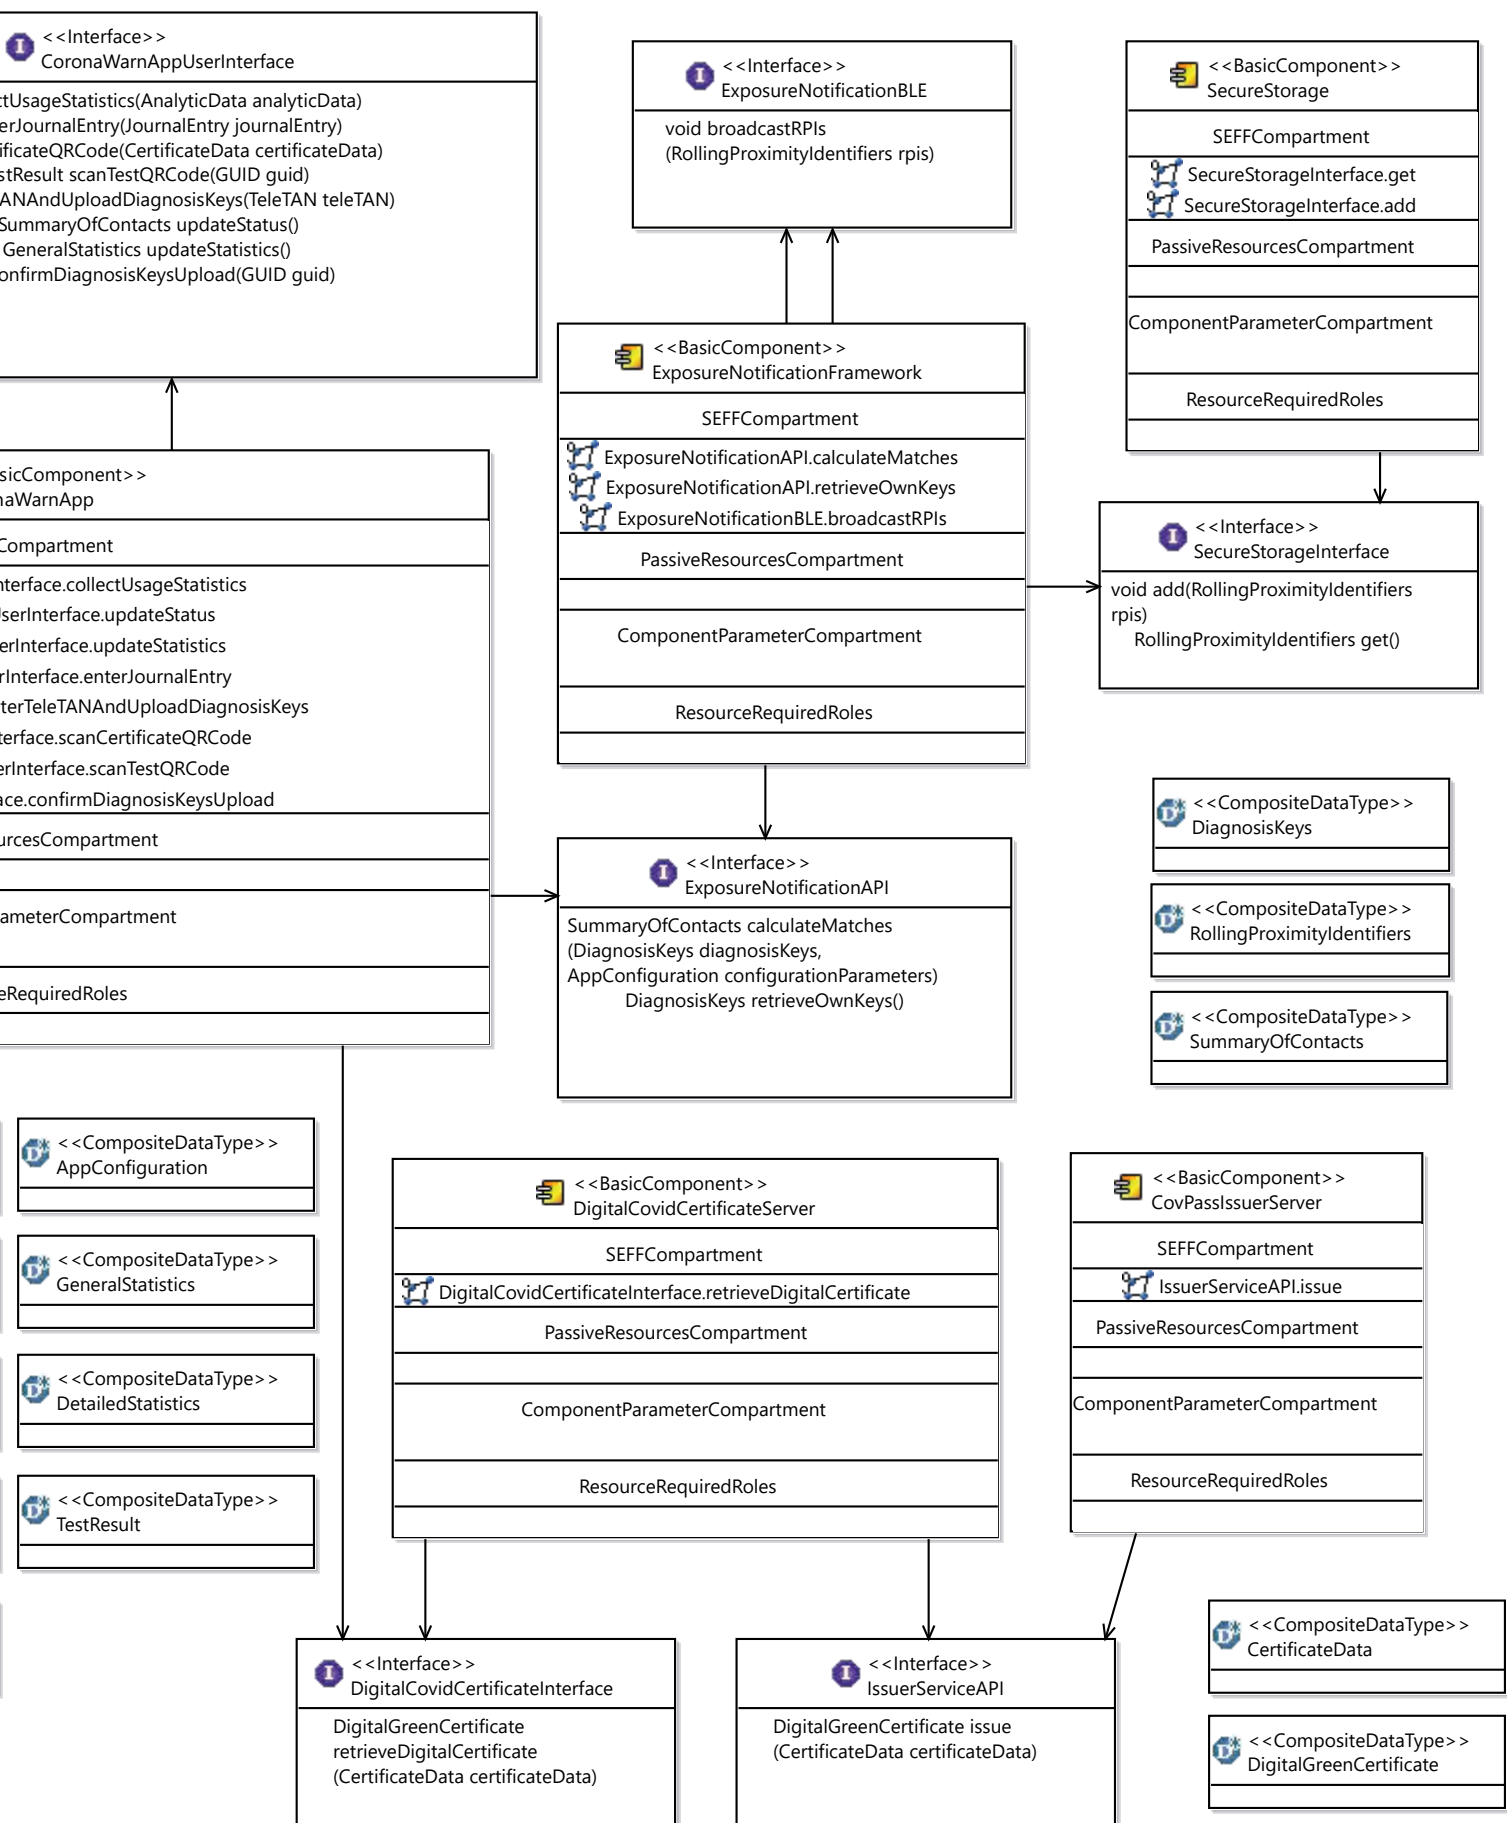 <<Interface>>
CoronaWarnAppUserInterface
ctUsageStatistics(AnalyticData analyticData)
erJournalEntry(JournalEntry journalEntry)
ificateQRCode(CertificateData certificateData)
stResult scanTestQRCode(GUID guid)
ANAndUploadDiagnosisKeys(TeleTAN teleTAN)
SummaryOfContacts updateStatus()
GeneralStatistics updateStatistics()
onfirmDiagnosisKeysUpload(GUID guid)
<<Interface>>
ExposureNotificationBLE
void broadcastRPIs
(RollingProximityIdentifiers rpis)
<<BasicComponent>>
SecureStorage
SEFFCompartment
SecureStorageInterface.get
SecureStorageInterface.add
PassiveResourcesCompartment
ComponentParameterCompartment
ResourceRequiredRoles
<<BasicComponent>>
ExposureNotificationFramework
SEFFCompartment
ExposureNotificationAPI.calculateMatches
ExposureNotificationAPI.retrieveOwnKeys
ExposureNotificationBLE.broadcastRPIs
PassiveResourcesCompartment
ComponentParameterCompartment
ResourceRequiredRoles
sicComponent>>
naWarnApp
Compartment
nterface.collectUsageStatistics
UserInterface.updateStatus
erInterface.updateStatistics
rInterface.enterJournalEntry
terTeleTANAndUploadDiagnosisKeys
terface.scanCertificateQRCode
erInterface.scanTestQRCode
ace.confirmDiagnosisKeysUpload
urcesCompartment
ameterCompartment
eRequiredRoles
<<Interface>>
SecureStorageInterface
void add(RollingProximityIdentifiers
rpis)
RollingProximityIdentifiers get()
<<CompositeDataType>>
DiagnosisKeys
<<CompositeDataType>>
RollingProximityIdentifiers
<<CompositeDataType>>
SummaryOfContacts
<<Interface>>
ExposureNotificationAPI
SummaryOfContacts calculateMatches
(DiagnosisKeys diagnosisKeys,
AppConfiguration configurationParameters)
DiagnosisKeys retrieveOwnKeys()
<<CompositeDataType>>
AppConfiguration
<<CompositeDataType>>
GeneralStatistics
<<CompositeDataType>>
DetailedStatistics
<<CompositeDataType>>
TestResult
<<BasicComponent>>
DigitalCovidCertificateServer
SEFFCompartment
DigitalCovidCertificateInterface.retrieveDigitalCertificate
PassiveResourcesCompartment
ComponentParameterCompartment
ResourceRequiredRoles
<<BasicComponent>>
CovPassIssuerServer
SEFFCompartment
IssuerServiceAPI.issue
PassiveResourcesCompartment
ComponentParameterCompartment
ResourceRequiredRoles
<<Interface>>
DigitalCovidCertificateInterface
DigitalGreenCertificate
retrieveDigitalCertificate
(CertificateData certificateData)
<<Interface>>
IssuerServiceAPI
DigitalGreenCertificate issue
(CertificateData certificateData)
<<CompositeDataType>>
CertificateData
<<CompositeDataType>>
DigitalGreenCertificate